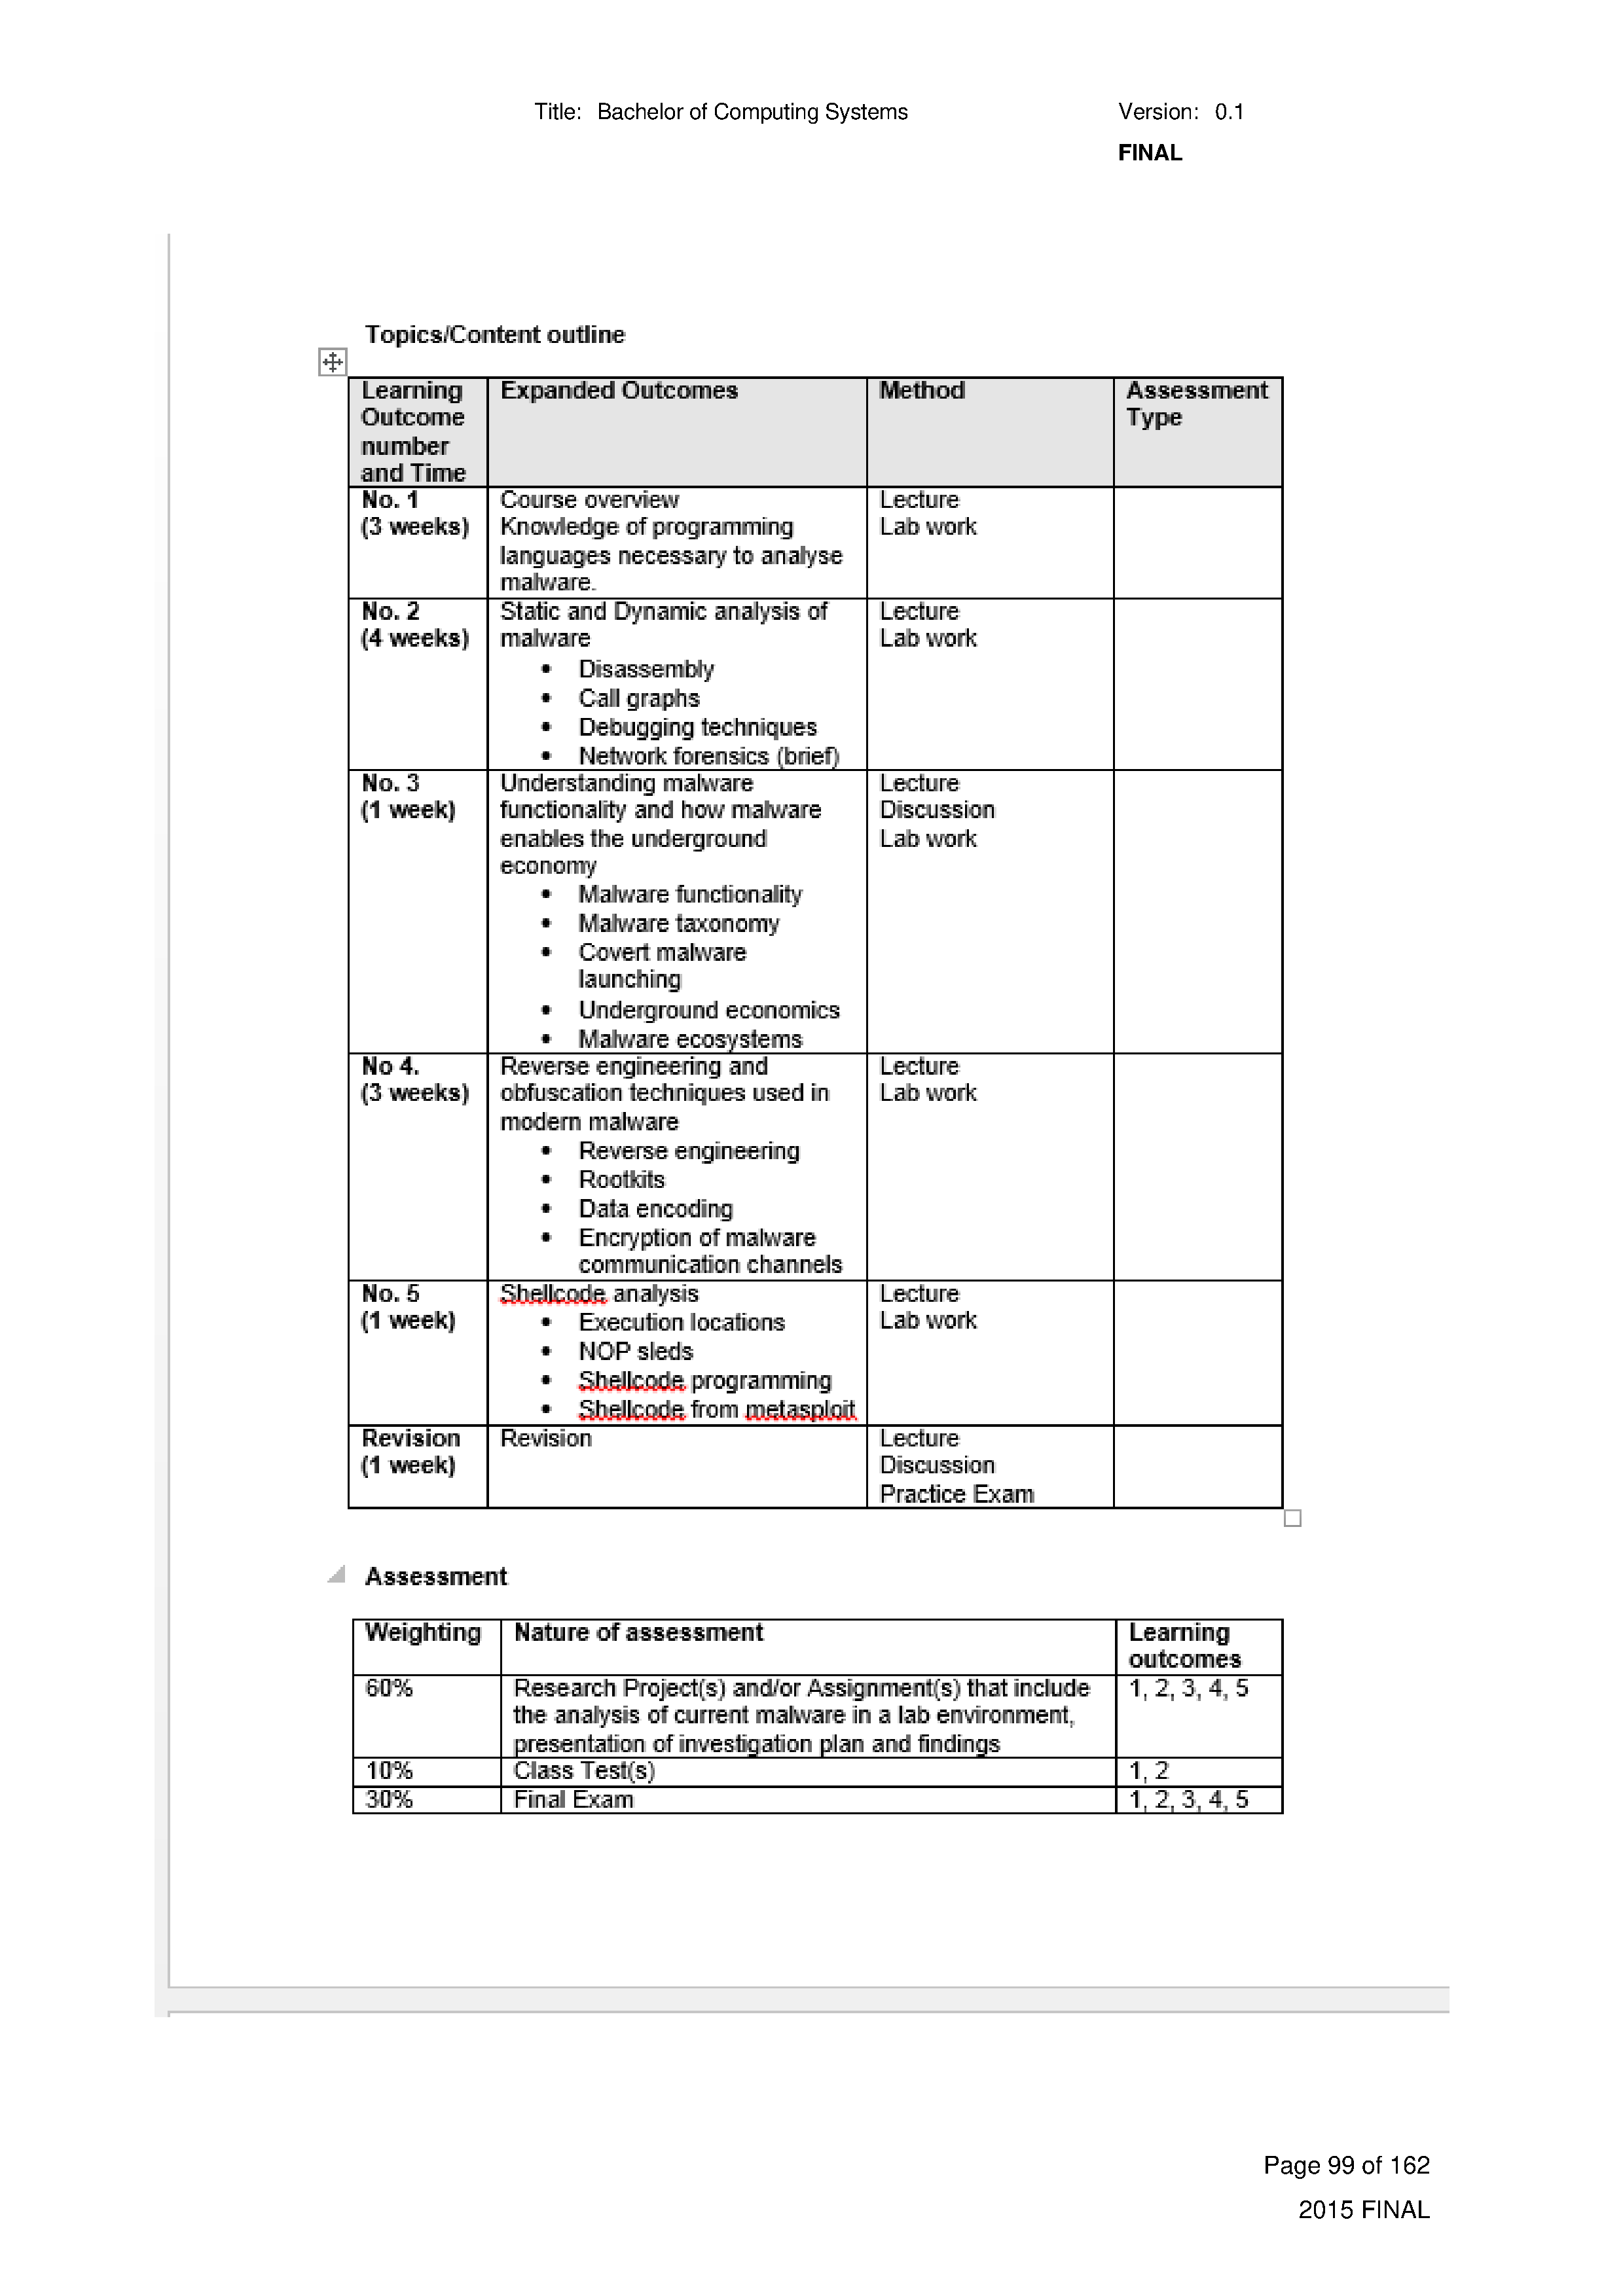 Title: Bachelor of Computing Systems Version: 0.1
FINAL
Topics/Content outline
Learning Expanded Outcomes Method Assessment
Outcome Type
number
and Time
No. 1 Course overview Lecture
(3 weeks) Knowledge of programming Lab work
languages necessary to analyse
malware.
No. 2 Static and Dynamic analysis of Lecture
(4 weeks) malware Lab work
• Disassembly
• Call graphs
• Debugging techniques
• Network forensics (brief)
No. 3 Understanding malware Lecture
(1 week) functionality and how malware Discussion
enables the underground Lab work
economy
• Malware functionality
• Malware taxonomy
• Covert malware
launching
• Underground economics
• Malware ecosystems
No 4. Reverse engineering and Lecture
(3 weeks) obfuscation techniques used in Lab work
modern malware
• Reverse engineering
• Rootkits
• Data encoding
• Encryption of malware
communication channels
No. 5 Shellcode analysis Lecture
(1 week) • Execution locations Lab work
• NOP sleds
• Shellcode programming
• Shellcode from metasploit
Revision Revision Lecture
(1 week) Discussion
Practice Exam
Assessment
Weighting Nature of assessment Learning
outcomes
60% Research Project(s) and/or Assignment(s) that include 1, 2, 3, 4, 5
the analysis of current malware in a lab environment,
presentation of investigation plan and findings
10% Class Test(s) 1, 2
30% Final Exam 1, 2, 3, 4, 5
Page 99 of 162
2015 FINAL